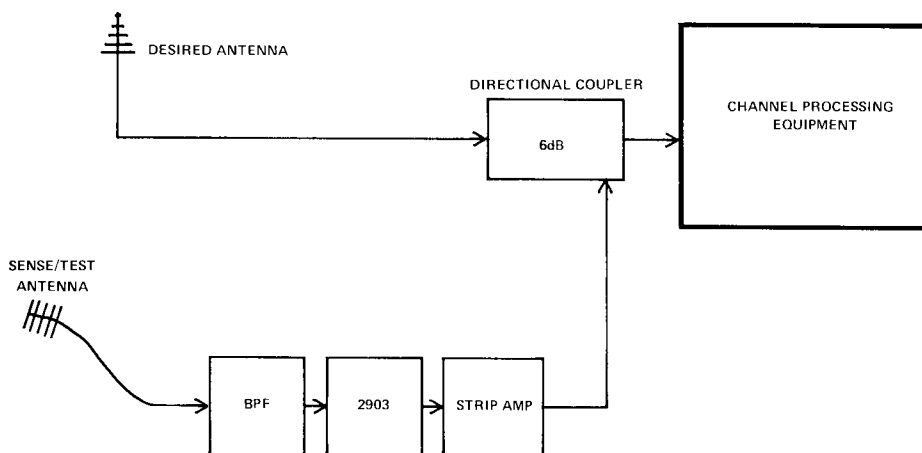 DESIRED ANTENNA
DIRECTIONAL COUPLER
6dB
CHANNEL PROCESSING
EQUIPMENT
SENSE/TEST
ANTENNA
BPF
2903
STRIP AMP